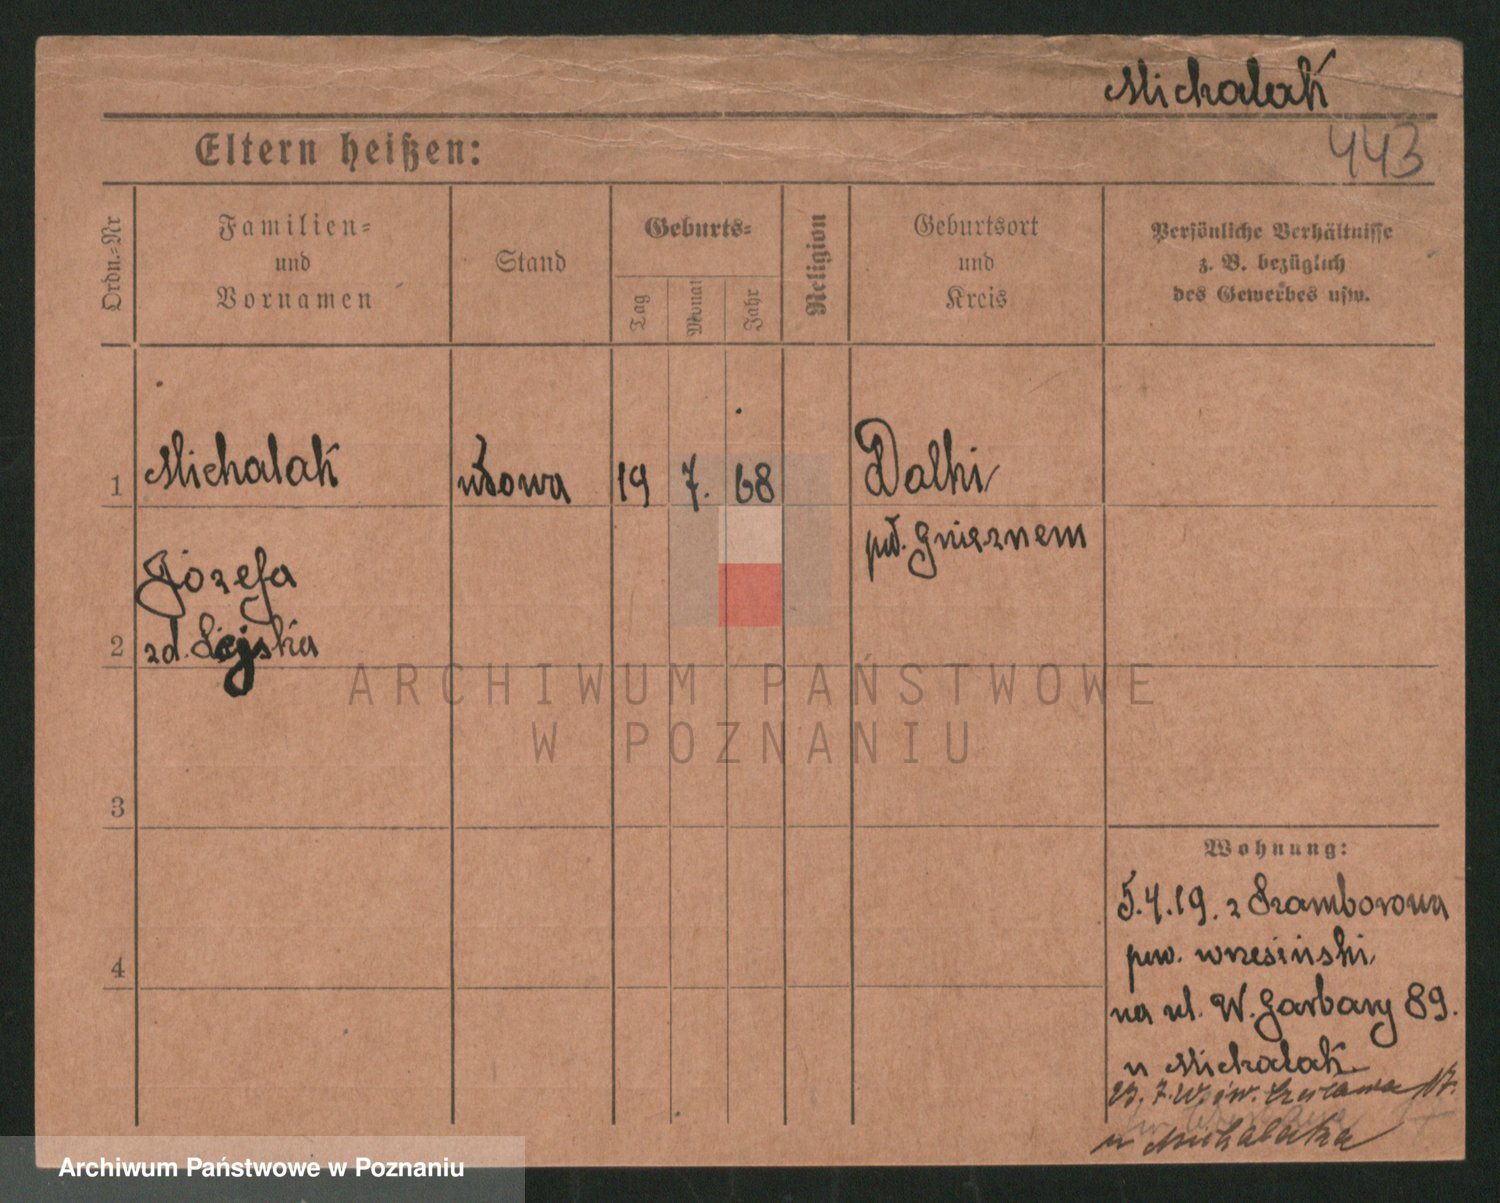 Michalak
443
Eltern heißen:
Ordn.-Nr
Familien-
und
Vornamen
Stand
Geburts-
Tag
Monat
Jahr
Religion
Geburtsort
und
Kreis
Persönliche Verhältnisse
z. B. bezüglich
des Gewerbes usw.
1 Michalak wdowa 19 7. 68 Dalki
pod. Gnieznem
Józefa
2 zd.
ARCHIWUM PAŃSTWOWE
W POZNANIU
3
Wohnung:
5.4.19. z Szamborowa
pow. wrzesiński
4
na ul. W. Garbary 89.
u Michalak
u Michalaka
Archiwum Państwowe w Poznaniu